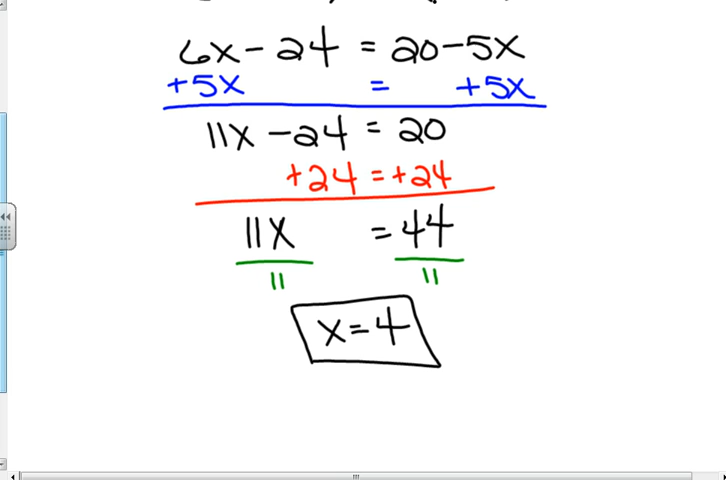 6x - 24 = 20 - 5x
+5x = +5x
11x - 24 = 20
+24 = +24
11x = 44
11 11
x = 4